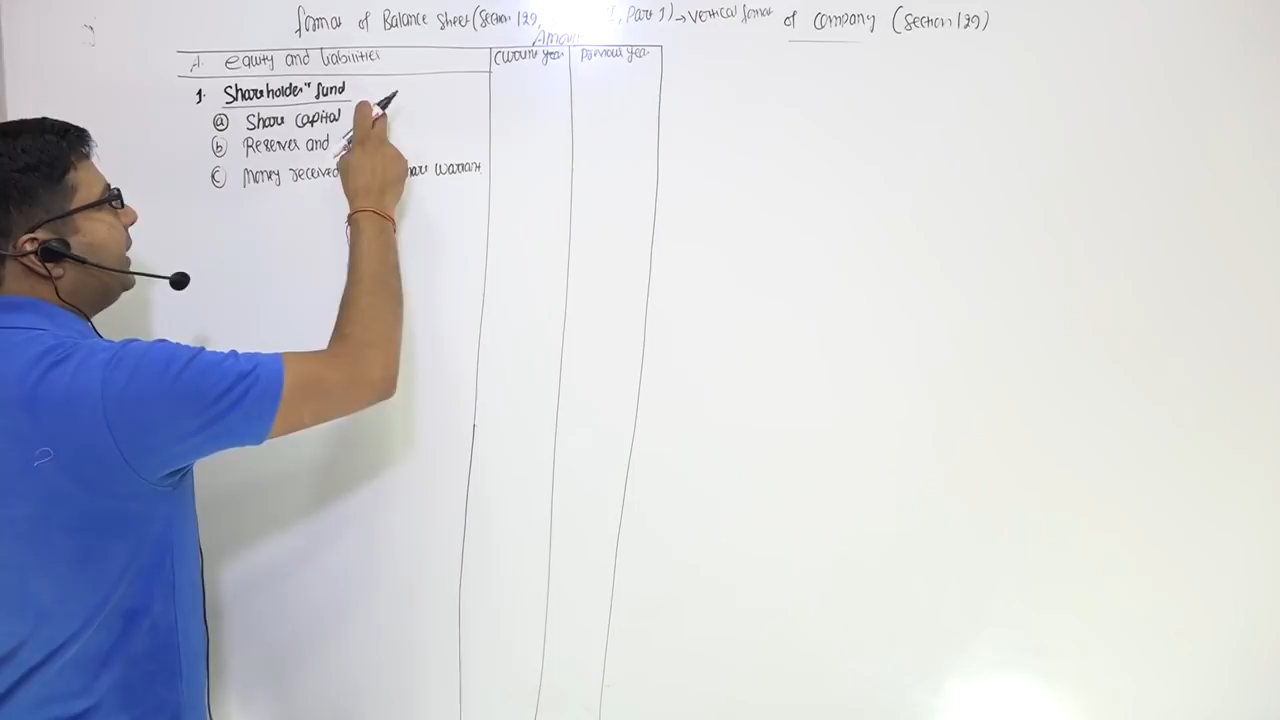 Format of Balance Sheet (Section 129, I, Part 1) → Vertical format of company (Section 129)
Amou
A. equity and liabilities
Current year
Previous year
1. Shareholder" fund
(a) Share capital
(b) Reserves and
(c) Money received share warrant